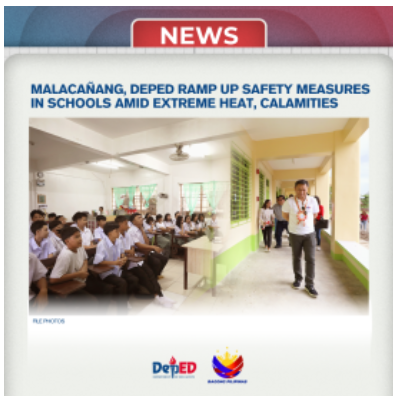 NEWS
MALACAÑANG, DEPED RAMP UP SAFETY MEASURES
IN SCHOOLS AMID EXTREME HEAT, CALAMITIES
FILE PHOTOS
DepED
BAGONG PILIPINAS